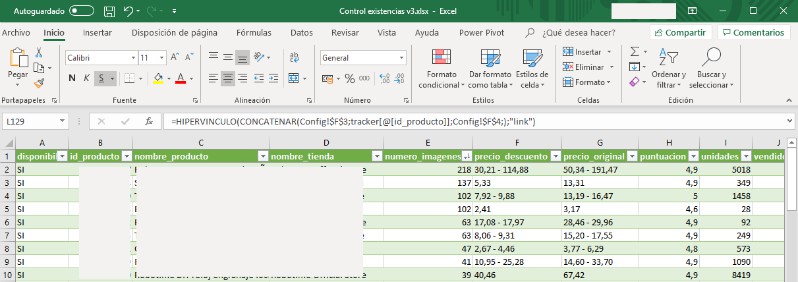 Autoguardado Control existencias v3.xlsx - Excel
Archivo Inicio Insertar Disposición de página Fórmulas Datos Revisar Vista Ayuda Power Pivot ¿Qué desea hacer? Compartir Comentarios
Calibri 11 A A General Insertar
Pegar N K S % 000 Formato condicional Dar formato como tabla Estilos de celda Eliminar Ordenar y filtrar Buscar y seleccionar
Formato
Portapapeles Fuente Alineación Número Estilos Celdas Edición
L129 =HIPERVINCULO(CONCATENAR(Config!$F$3;tracker[@[id_producto]];Config!$F$4;);"link")
A B C D E F G H I J
1 disponibil id_producto nombre_producto nombre_tienda numero_imagenes precio_descuento precio_original puntuacion unidades vendido
2 SI 218 30,21 - 114,88 50,34 - 191,47 4,9 5018
3 SI 137 5,33 13,31 4,9 349
4 SI 102 7,92 - 9,88 13,19 - 16,47 5 1458
5 SI 102 2,41 3,17 4,6 28
6 SI 63 17,08 - 17,97 28,46 - 29,96 4,9 92
7 SI 63 8,06 - 9,31 15,20 - 17,55 4,9 249
8 SI 47 2,67 - 4,46 3,77 - 6,29 4,8 573
9 SI 41 10,95 - 25,28 14,60 - 33,70 4,9 1090
10 SI 39 40,46 67,42 4,9 8419